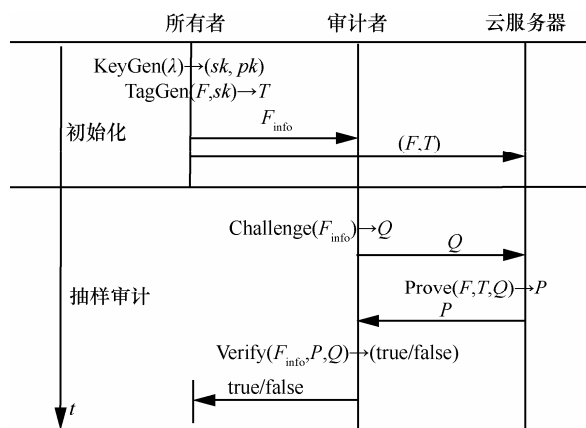 所有者 审计者 云服务器
KeyGen(λ)→(sk, pk)
TagGen(F,sk)→T
F_info
初始化
(F,T)
Challenge(F_info)→Q
Q
Prove(F,T,Q)→P
抽样审计
P
Verify(F_info,P,Q)→(true/false)
true/false
t